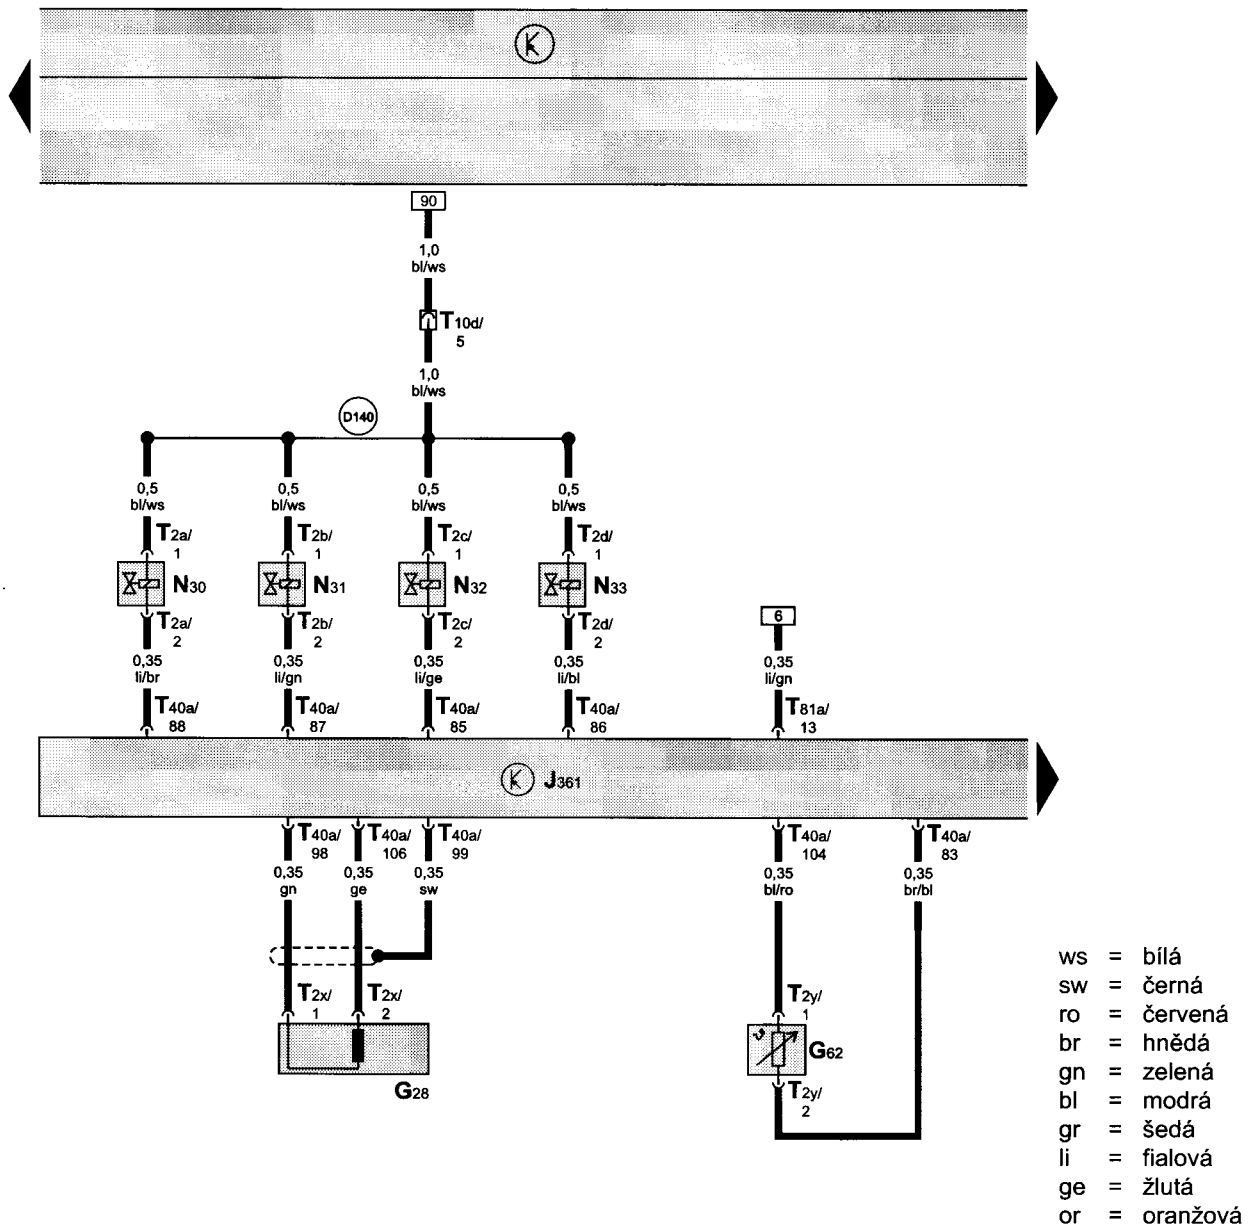 90
1,0
bl/ws
T10d/
5
1,0
bl/ws
D140
0,5 0,5 0,5 0,5
bl/ws bl/ws bl/ws bl/ws
T2a/ T2b/ T2c/ T2d/
1 1 1 1
N30 N31 N32 N33
T2a/ T2b/ T2c/ T2d/ 6
2 2 2 2
0,35 0,35 0,35 0,35 0,35
li/br li/gn li/ge li/bl li/gn
T40a/ T40a/ T40a/ T40a/ T81a/
88 87 85 86 13
J361
T40a/ T40a/ T40a/ T40a/ T40a/
98 106 99 104 83
0,35 0,35 0,35 0,35 0,35
gn ge sw bl/ro br/bl
T2x/ T2x/ T2y/
1 2 1
G62
G28
T2y/
2
ws = bílá
sw = černá
ro = červená
br = hnědá
gn = zelená
bl = modrá
gr = šedá
li = fialová
ge = žlutá
or = oranžová